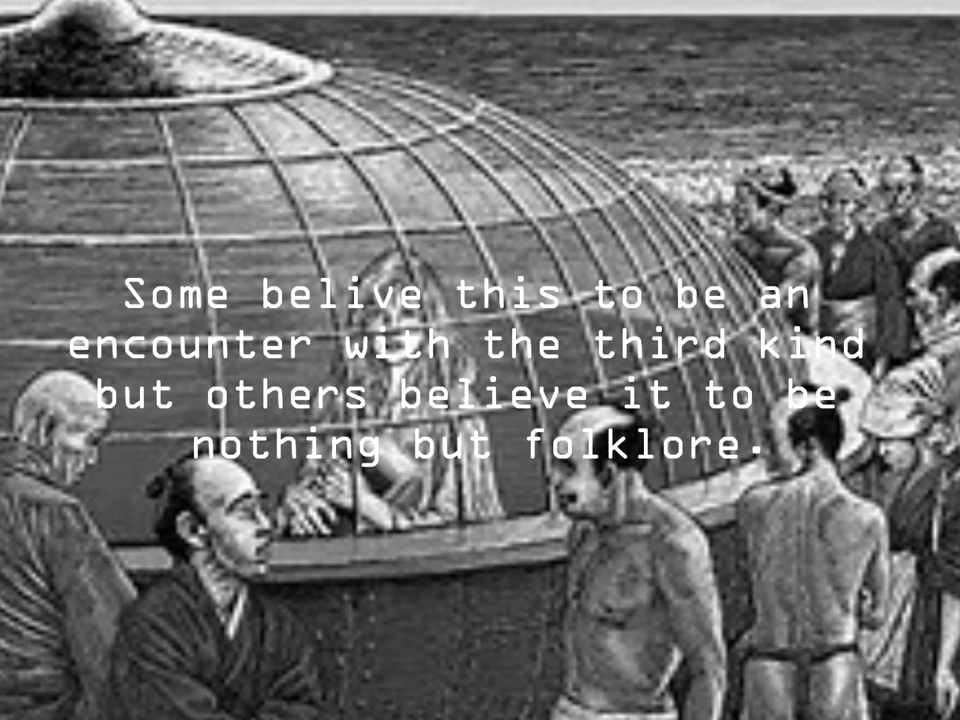 Some belive this to be an
encounter with the third kind
but others believe it to be
nothing but folklore.